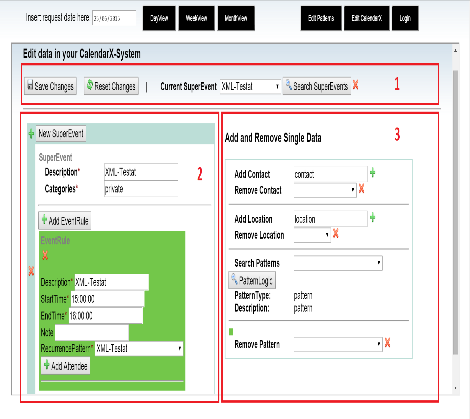 Insert request date here: 30/05/2015 DayView WeekView MonthView Edit Patterns Edit CalendarX Login
Edit data in your CalendarX-System
Save Changes Reset Changes | Current SuperEvent XML-Testat Search SuperEvents 1
New SuperEvent
SuperEvent
Description* XML-Testat
Categories* private
2
Add EventRule
EventRule
Description* XML-Testat
StartTime* 15:00:00
EndTime* 16:00:00
Note
RecurrencePattern* XML-Testat
Add Attendee
3
Add and Remove Single Data
Add Contact contact
Remove Contact
Add Location location
Remove Location
Search Patterns
PatternLogic
PatternType: pattern
Description: pattern
Remove Pattern